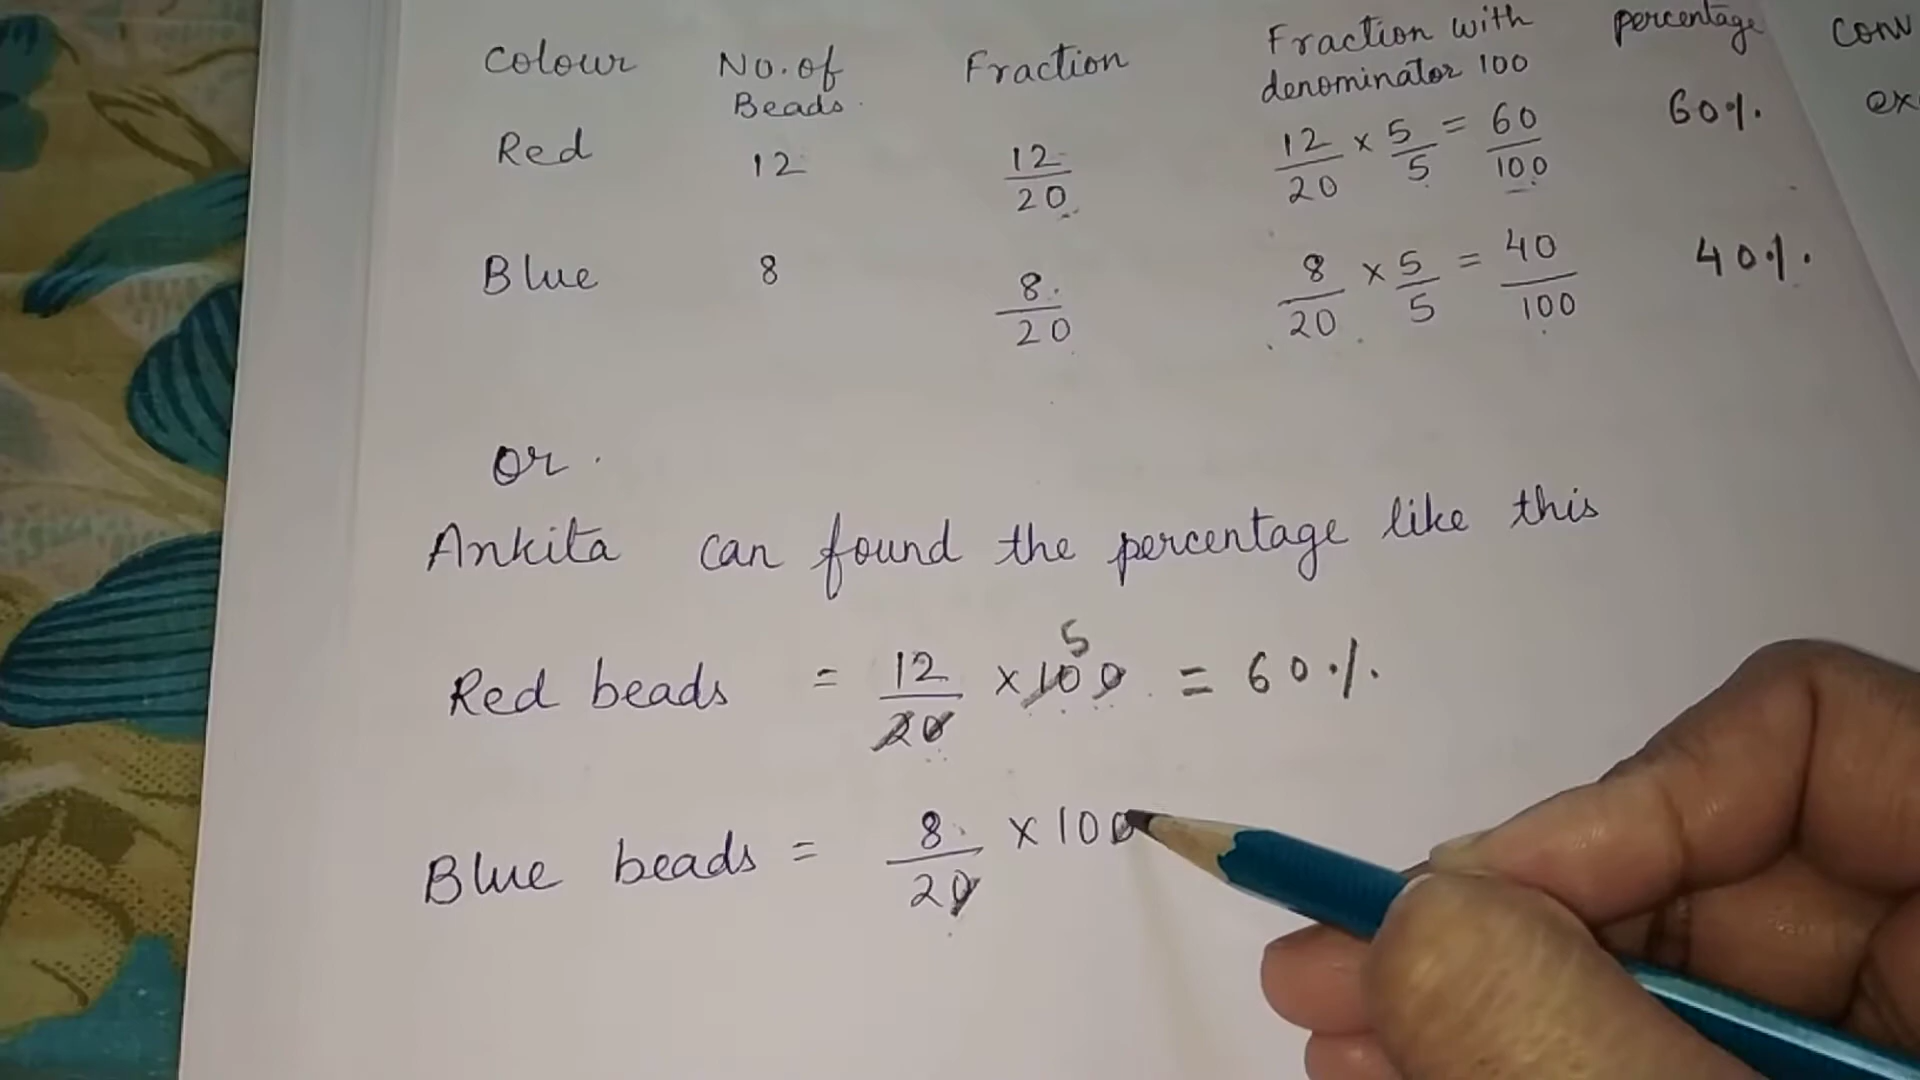 Colour No. of Beads. Fraction Fraction with denominator 100 percentage
Red 12 12/20 12/20 × 5/5 = 60/100 60%.
Blue 8 8/20 8/20 × 5/5 = 40/100 40%.
or.
Ankita can found the percentage like this
Red beads = 12/20 × 100 5 = 60%.
Blue beads = 8/20 × 100